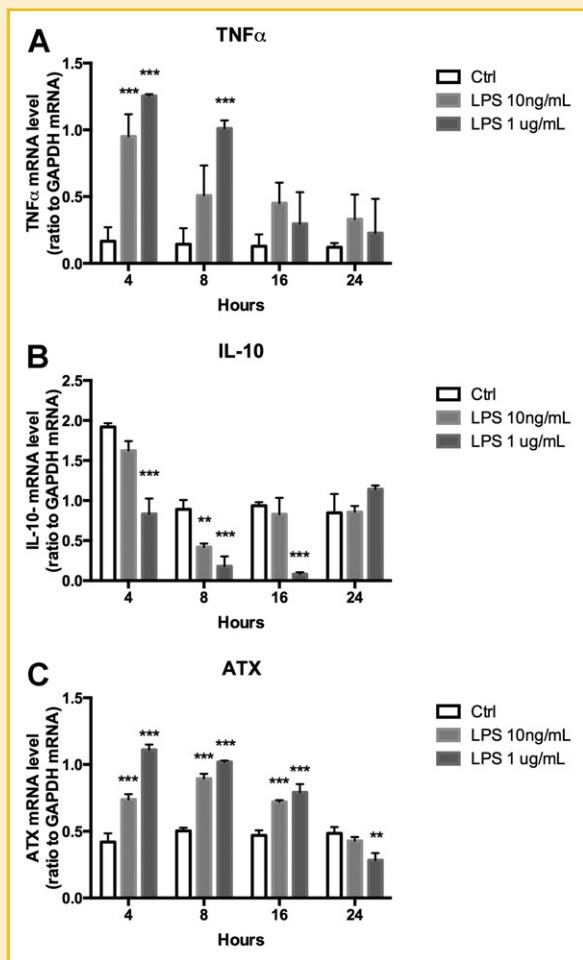 A
TNFα
TNFα mRNA level
(ratio to GAPDH mRNA)
1.5
1.0
0.5
0.0
***
***
***
4
8
16
24
Hours
Ctrl
LPS 10ng/mL
LPS 1 ug/mL
B
IL-10
IL-10- mRNA level
(ratio to GAPDH mRNA)
2.5
2.0
1.5
1.0
0.5
0.0
***
**
***
***
4
8
16
24
Hours
Ctrl
LPS 10ng/mL
LPS 1 ug/mL
C
ATX
ATX mRNA level
(ratio to GAPDH mRNA)
1.5
1.0
0.5
0.0
***
***
***
***
***
***
**
4
8
16
24
Hours
Ctrl
LPS 10ng/mL
LPS 1 ug/mL